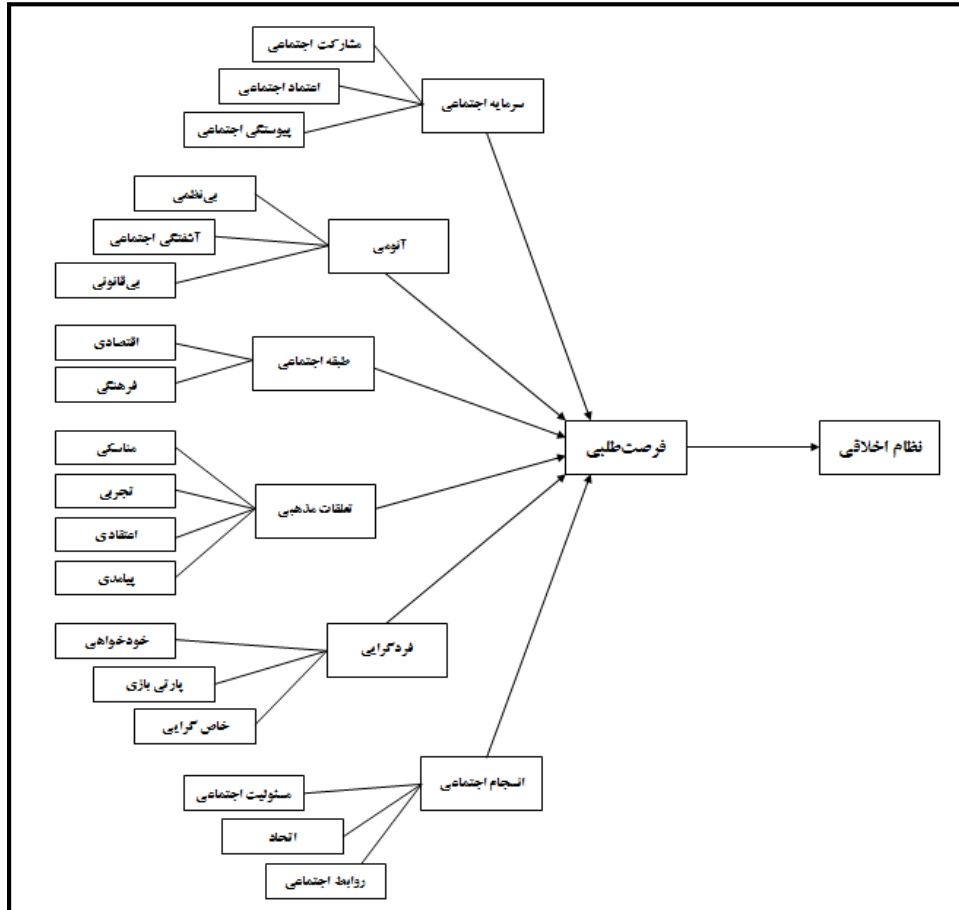 مشارکت اجتماعی
اعتماد اجتماعی
پیوستگی اجتماعی
سرمایه اجتماعی
بی‌نظمی
آشفتگی اجتماعی
بی‌قانونی
آنومی
اقتصادی
فرهنگی
طبقه اجتماعی
مناسکی
تجربی
اعتقادی
پیامدی
تعلقات مذهبی
خودخواهی
پارتی بازی
خاص گرایی
فردگرایی
مسئولیت اجتماعی
اتحاد
روابط اجتماعی
انسجام اجتماعی
فرصت‌طلبی
نظام اخلاقی